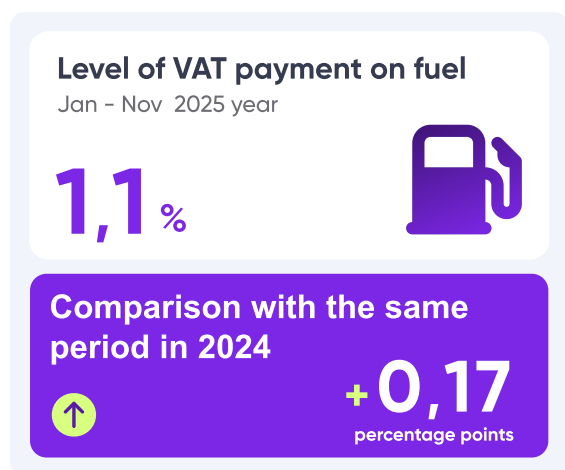 Level of VAT payment on fuel
Jan - Nov 2025 year
1,1 %
Comparison with the same
period in 2024
+0,17
percentage points